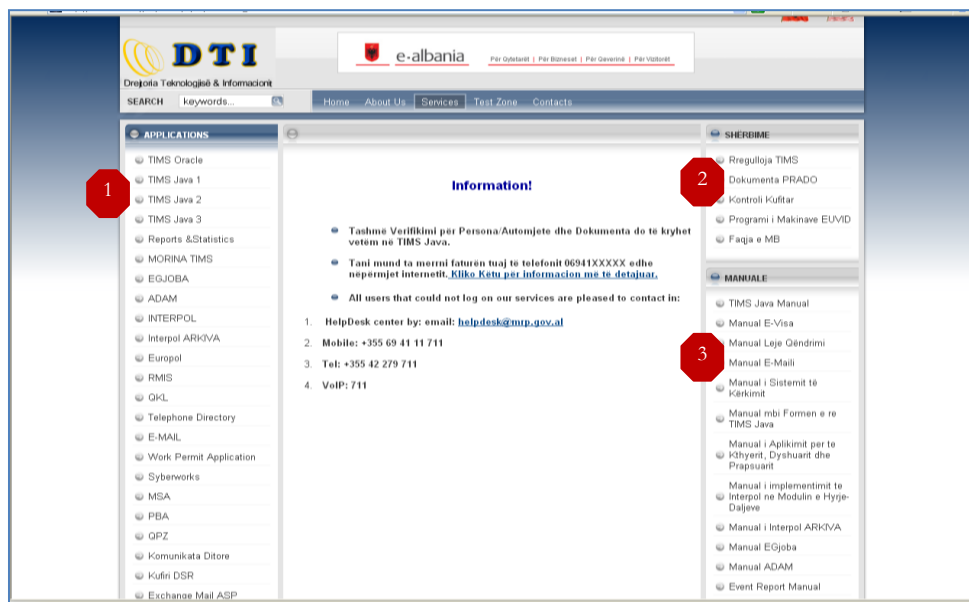 DTI
Drejtoria Teknologjisë & Informacionit
e-albania
Për Qytetarët | Për Bizneset | Për Qeverinë | Për Vizitorët
SEARCH keywords...
Home About Us Services Test Zone Contacts
APPLICATIONS
1
TIMS Oracle
TIMS Java 1
TIMS Java 2
TIMS Java 3
Reports &Statistics
MORINA TIMS
EGJOBA
ADAM
INTERPOL
Interpol ARKIVA
Europol
RMIS
QKL
Telephone Directory
E-MAIL
Work Permit Application
Syberworks
MSA
PBA
QPZ
Komunikata Ditore
Kufiri DSR
Exchange Mail ASP
Information!
Tashmë Verifikimi për Persona/Automjete dhe Dokumenta do të kryhet
vetëm në TIMS Java.
Tani mund ta merrni faturën tuaj të telefonit 06941XXXXX edhe
nëpërmjet internetit. Kliko Këtu për informacion më të detajuar.
All users that could not log on our services are pleased to contact in:
1. HelpDesk center by: email: helpdesk@mrp.gov.al
2. Mobile: +355 69 41 11 711
3. Tel: +355 42 279 711
4. VoIP: 711
SHËRBIME
2
Rregulloja TIMS
Dokumenta PRADO
Kontroli Kufitar
Programi i Makinave EUVID
Faqja e MB
MANUALE
3
TIMS Java Manual
Manual E-Visa
Manual Leje Qëndrimi
Manual E-Maili
Manual i Sistemit të
Kërkimit
Manual mbi Formen e re
TIMS Java
Manual i Aplikimit per te
Kthyerit, Dyshuarit dhe
Prapsuarit
Manual i implementimit te
Interpol ne Modulin e Hyrje-
Daljeve
Manual i Interpol ARKIVA
Manual EGjoba
Manual ADAM
Event Report Manual